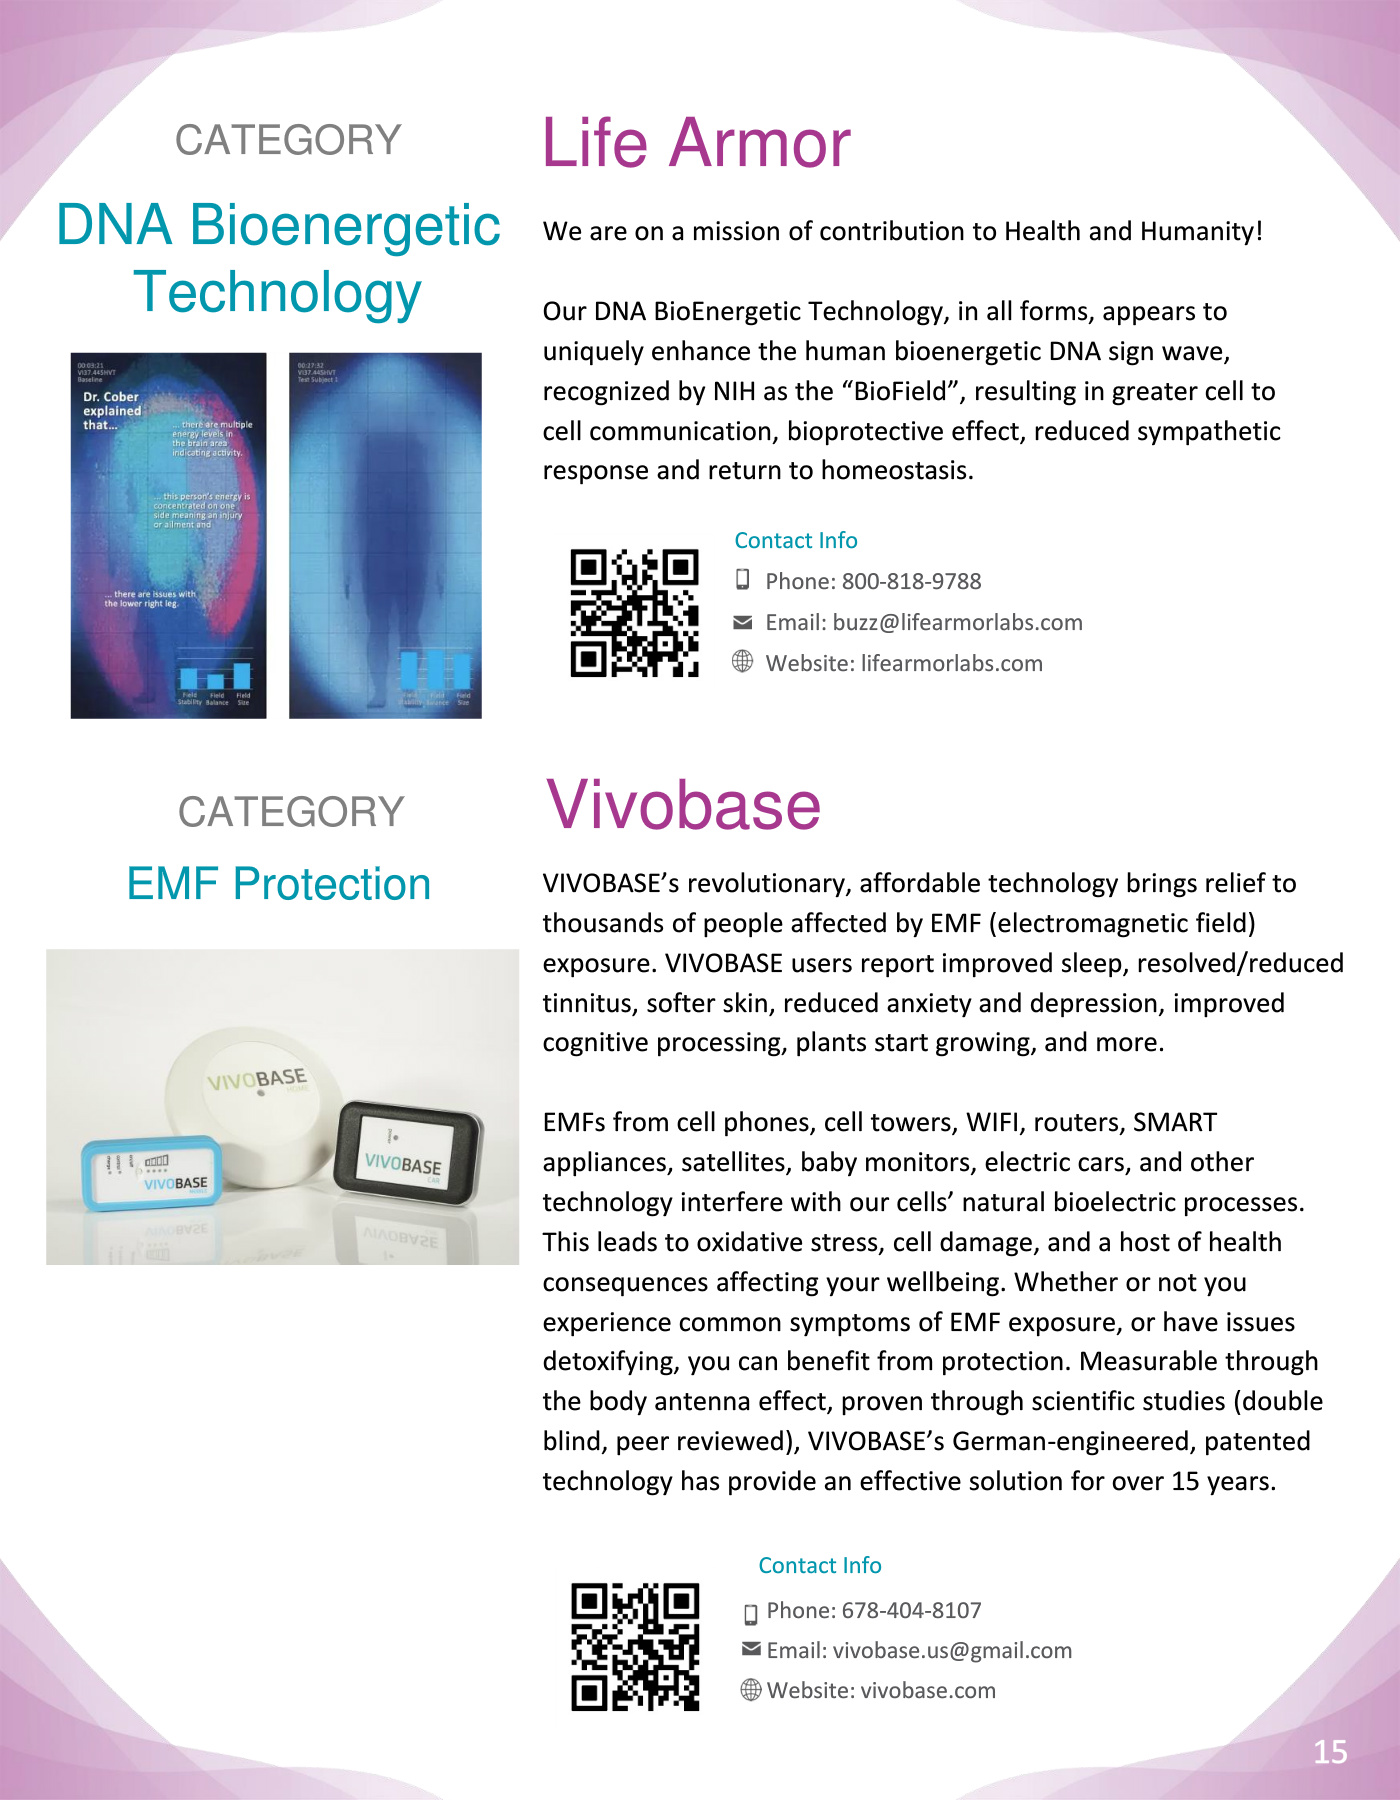 CATEGORY
DNA Bioenergetic
Technology
00:03:21
VI37.44SHVT
Baseline
Dr. Cober
explained
that...
... there are multiple
energy levels in
the brain area
indicating activity.
... this person's energy is
concentrated on one
side meaning an injury
or ailment and
... there are issues with
the lower right leg.
Field Stability
Field Balance
Field Size
00:27:32
VI37.44SHVT
Test Subject 1
Field Stability
Field Balance
Field Size
Life Armor
We are on a mission of contribution to Health and Humanity!
Our DNA BioEnergetic Technology, in all forms, appears to
uniquely enhance the human bioenergetic DNA sign wave,
recognized by NIH as the “BioField”, resulting in greater cell to
cell communication, bioprotective effect, reduced sympathetic
response and return to homeostasis.
Contact Info
Phone: 800-818-9788
Email: buzz@lifearmorlabs.com
Website: lifearmorlabs.com
CATEGORY
EMF Protection
VIVOBASE
HOME
VIVOBASE
MOBILE
VIVOBASE
CAR
Vivobase
VIVOBASE’s revolutionary, affordable technology brings relief to
thousands of people affected by EMF (electromagnetic field)
exposure. VIVOBASE users report improved sleep, resolved/reduced
tinnitus, softer skin, reduced anxiety and depression, improved
cognitive processing, plants start growing, and more.
EMFs from cell phones, cell towers, WIFI, routers, SMART
appliances, satellites, baby monitors, electric cars, and other
technology interfere with our cells’ natural bioelectric processes.
This leads to oxidative stress, cell damage, and a host of health
consequences affecting your wellbeing. Whether or not you
experience common symptoms of EMF exposure, or have issues
detoxifying, you can benefit from protection. Measurable through
the body antenna effect, proven through scientific studies (double
blind, peer reviewed), VIVOBASE’s German-engineered, patented
technology has provide an effective solution for over 15 years.
Contact Info
Phone: 678-404-8107
Email: vivobase.us@gmail.com
Website: vivobase.com
15